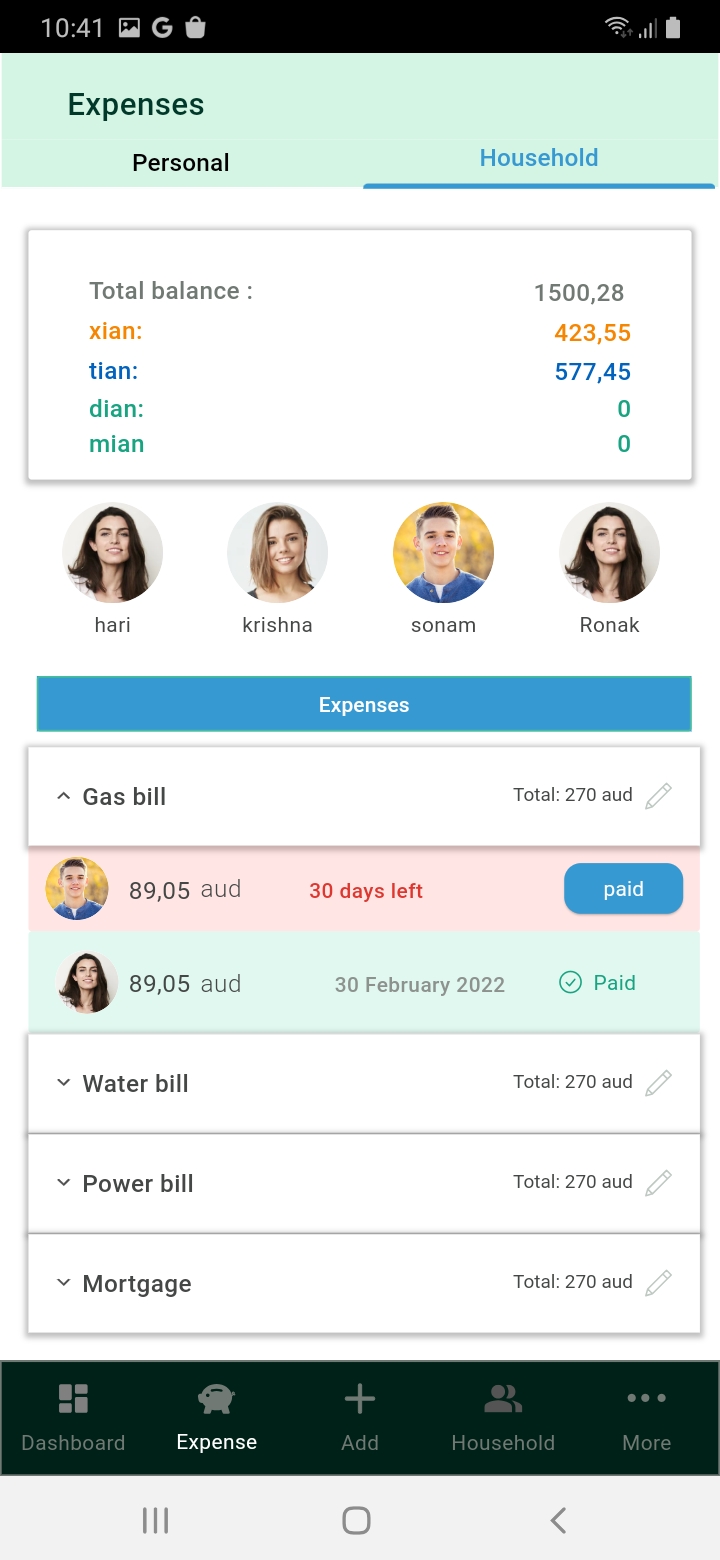 10:41
Expenses
Personal Household
Total balance : 1500,28
xian: 423,55
tian: 577,45
dian: 0
mian 0
hari krishna sonam Ronak
Expenses
Gas bill Total: 270 aud
89,05 aud 30 days left paid
89,05 aud 30 February 2022 Paid
Water bill Total: 270 aud
Power bill Total: 270 aud
Mortgage Total: 270 aud
Dashboard Expense Add Household More